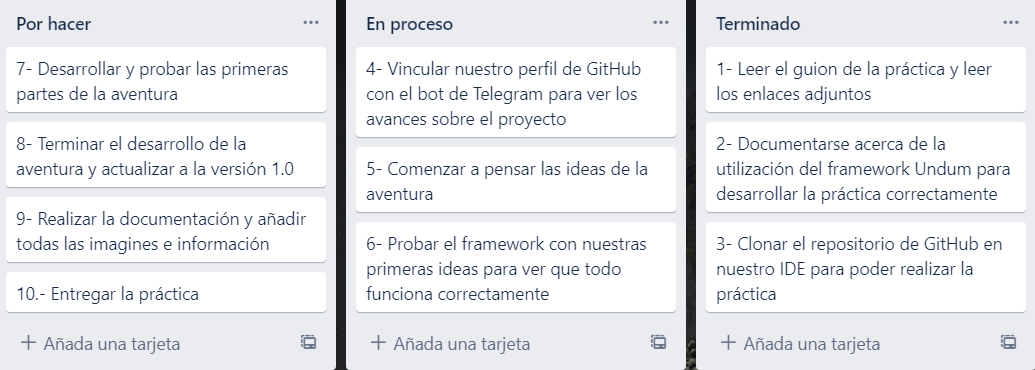 Por hacer
7- Desarrollar y probar las primeras
partes de la aventura
8- Terminar el desarrollo de la
aventura y actualizar a la versión 1.0
9- Realizar la documentación y añadir
todas las imagines e información
10.- Entregar la práctica
Añada una tarjeta
En proceso
4- Vincular nuestro perfil de GitHub
con el bot de Telegram para ver los
avances sobre el proyecto
5- Comenzar a pensar las ideas de la
aventura
6- Probar el framework con nuestras
primeras ideas para ver que todo
funciona correctamente
Añada una tarjeta
Terminado
1- Leer el guion de la práctica y leer
los enlaces adjuntos
2- Documentarse acerca de la
utilización del framework Undum para
desarrollar la práctica correctamente
3- Clonar el repositorio de GitHub en
nuestro IDE para poder realizar la
práctica
Añada una tarjeta